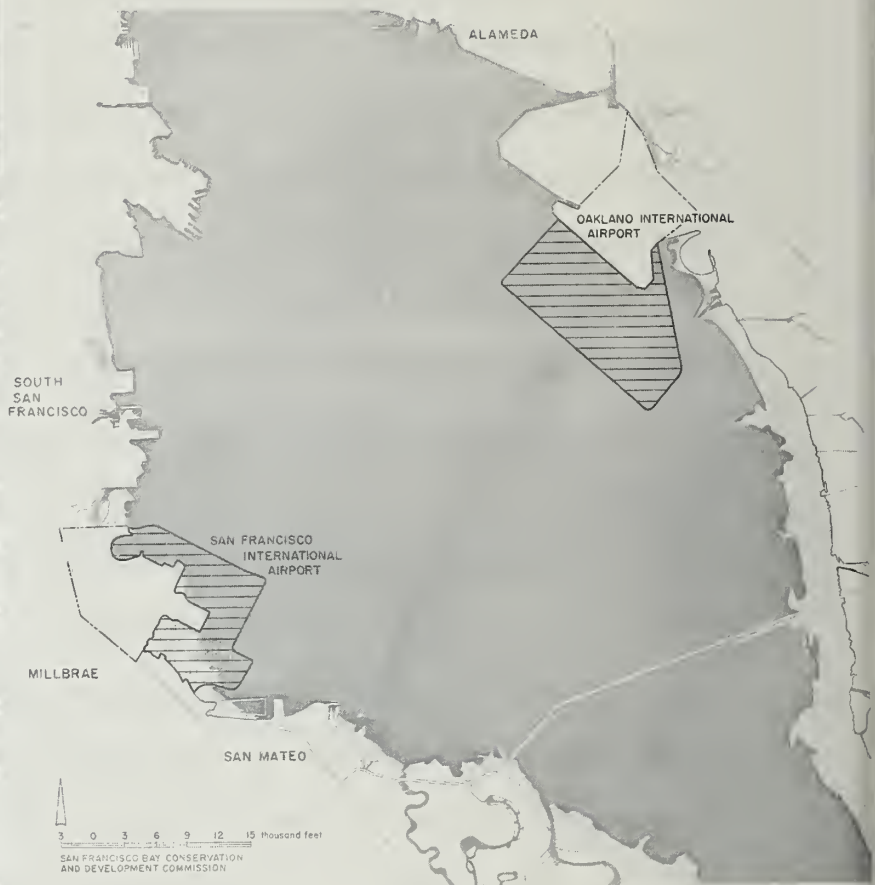 ALAMEDA
OAKLANO INTERNATIONAL
AIRPORT
SOUTH
SAN
FRANCISCO
SAN FRANCISCO
INTERNATIONAL
AIRPORT
MILLBRAE
SAN MATEO
3 0 3 6 9 12 15 thousand feet
SAN FRANCISCO BAY CONSERVATION
AND DEVELOPMENT COMMISSION